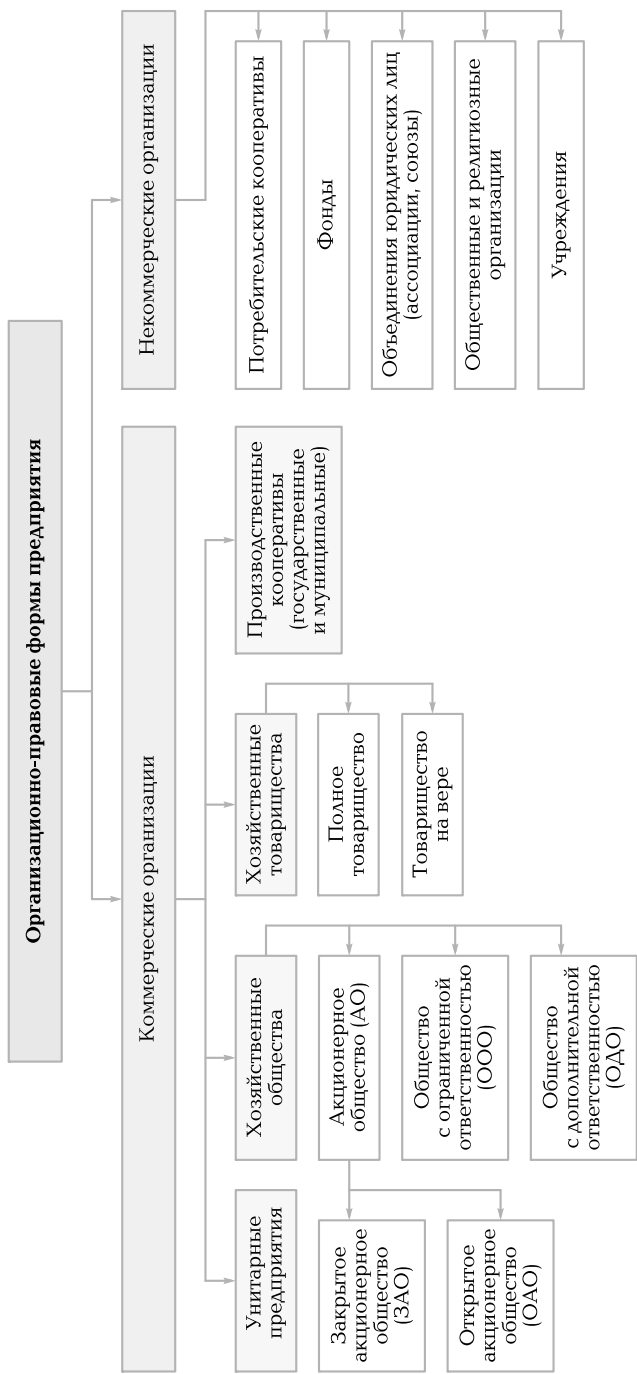 Организационно-правовые формы предприятия
Коммерческие организации
Некоммерческие организации
Унитарные
предприятия
Хозяйственные
общества
Хозяйственные
товарищества
Производственные
кооперативы
(государственные
и муниципальные)
Закрытое
акционерное
общество
(ЗАО)
Открытое
акционерное
общество
(ОАО)
Акционерное
общество (АО)
Общество
с ограниченной
ответственностью
(ООО)
Общество
с дополнительной
ответственностью
(ОДО)
Полное
товарищество
Товарищество
на вере
Потребительские кооперативы
Фонды
Объединения юридических лиц
(ассоциации, союзы)
Общественные и религиозные
организации
Учреждения